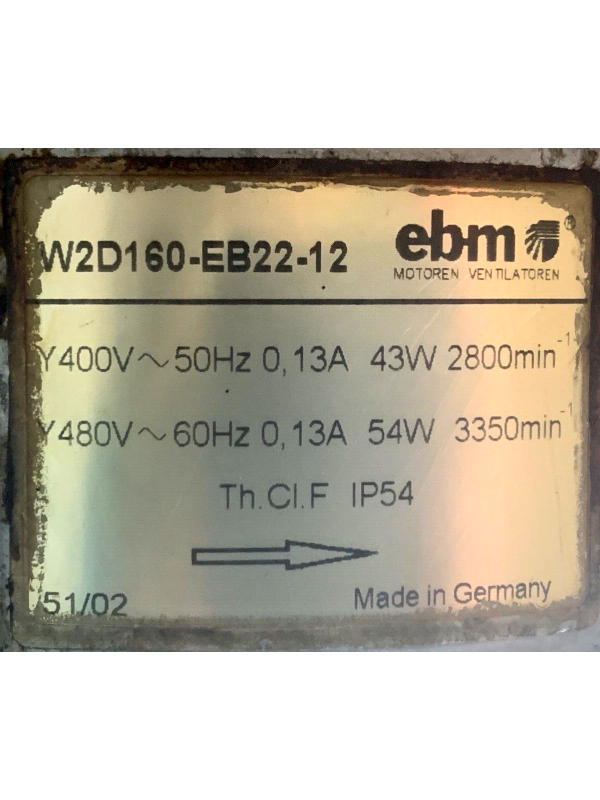 ebm®
W2D160-EB22-12
MOTOREN VENTILATOREN
Y400V~50Hz 0,13A 43W 2800min-1
Y480V~60Hz 0,13A 54W 3350min-1
Th.Cl.F IP54
51/02 Made in Germany